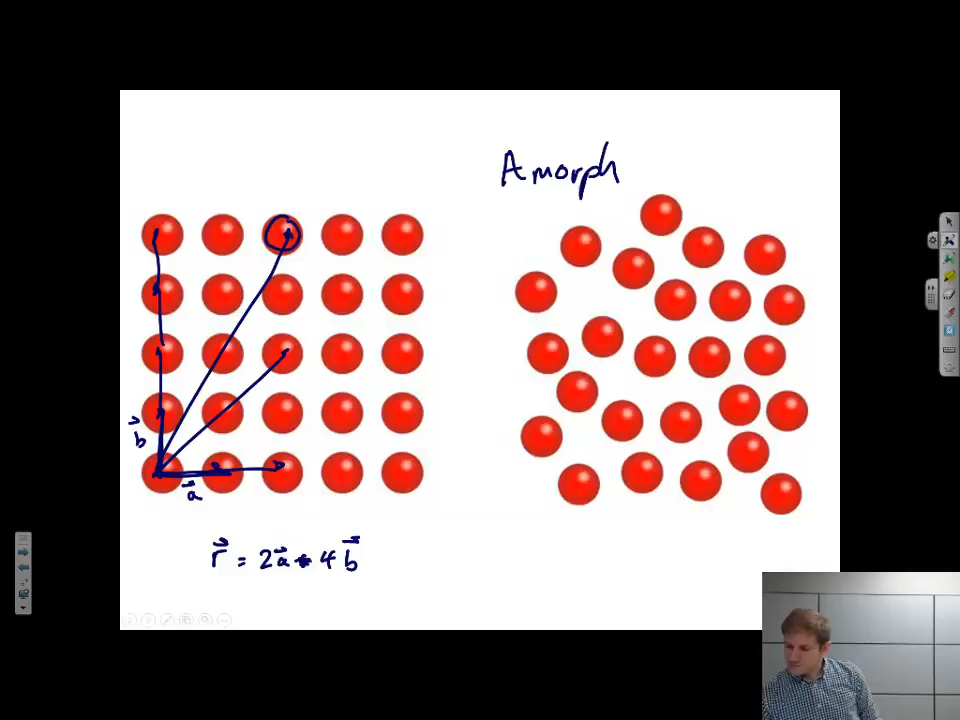 Amorph
b⃗
a⃗
r⃗ = 2a⃗ + 4b⃗